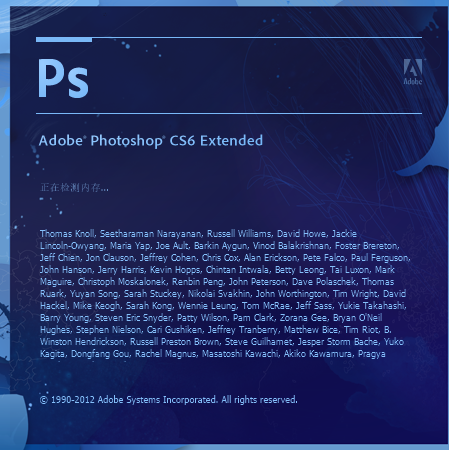 Ps
Adobe
Adobe® Photoshop® CS6 Extended
正在检测内存...
Thomas Knoll, Seetharaman Narayanan, Russell Williams, David Howe, Jackie
Lincoln-Owyang, Maria Yap, Joe Ault, Barkin Aygun, Vinod Balakrishnan, Foster Brereton,
Jeff Chien, Jon Clauson, Jeffrey Cohen, Chris Cox, Alan Erickson, Pete Falco, Paul Ferguson,
John Hanson, Jerry Harris, Kevin Hopps, Chintan Intwala, Betty Leong, Tai Luxon, Mark
Maguire, Christoph Moskalonek, Renbin Peng, John Peterson, Dave Polaschek, Thomas
Ruark, Yuyan Song, Sarah Stuckey, Nikolai Svakhin, John Worthington, Tim Wright, David
Hackel, Mike Keogh, Sarah Kong, Wennie Leung, Tom McRae, Jeff Sass, Yukie Takahashi,
Barry Young, Steven Eric Snyder, Patty Wilson, Pam Clark, Zorana Gee, Bryan O'Neil
Hughes, Stephen Nielson, Cari Gushiken, Jeffrey Tranberry, Matthew Bice, Tim Riot, B.
Winston Hendrickson, Russell Preston Brown, Steve Guilhamet, Jesper Storm Bache, Yuko
Kagita, Dongfang Gou, Rachel Magnus, Masatoshi Kawachi, Akiko Kawamura, Pragya
© 1990-2012 Adobe Systems Incorporated. All rights reserved.